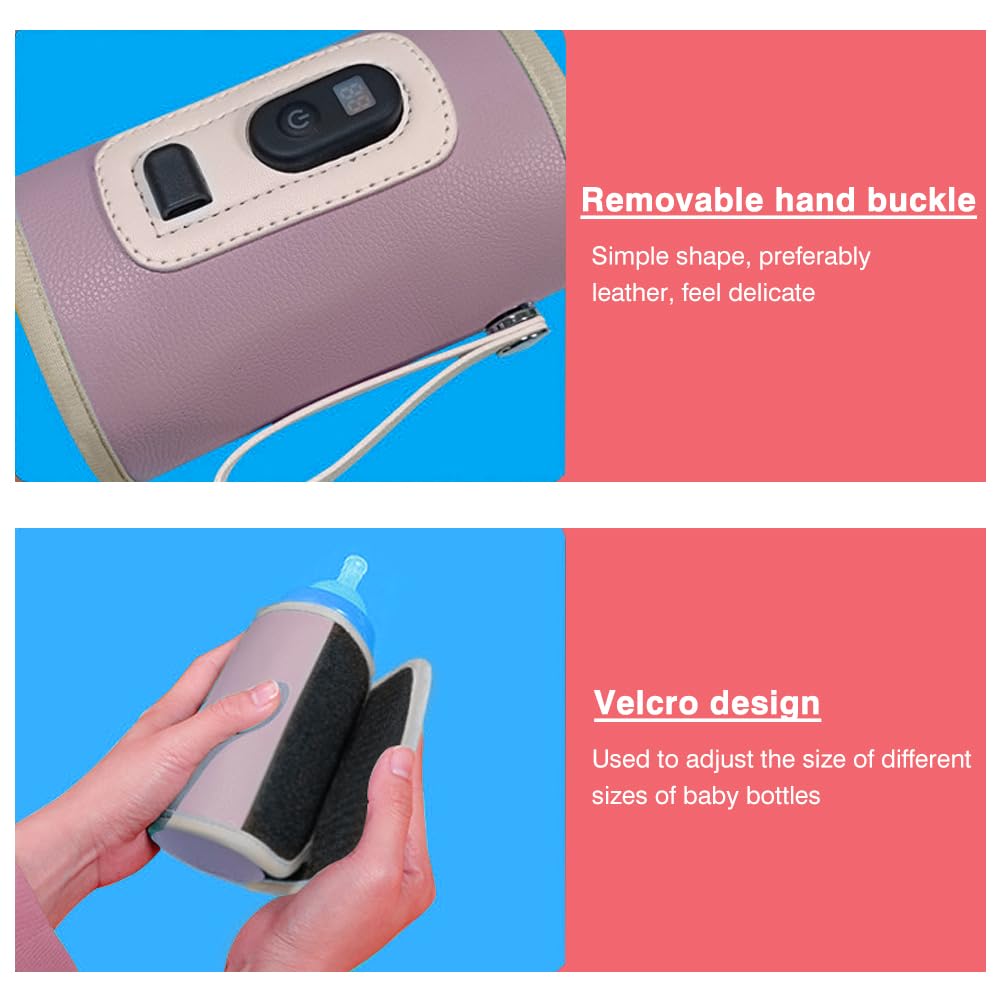 Removable hand buckle
Simple shape, preferably
leather, feel delicate
88
Velcro design
Used to adjust the size of different
sizes of baby bottles